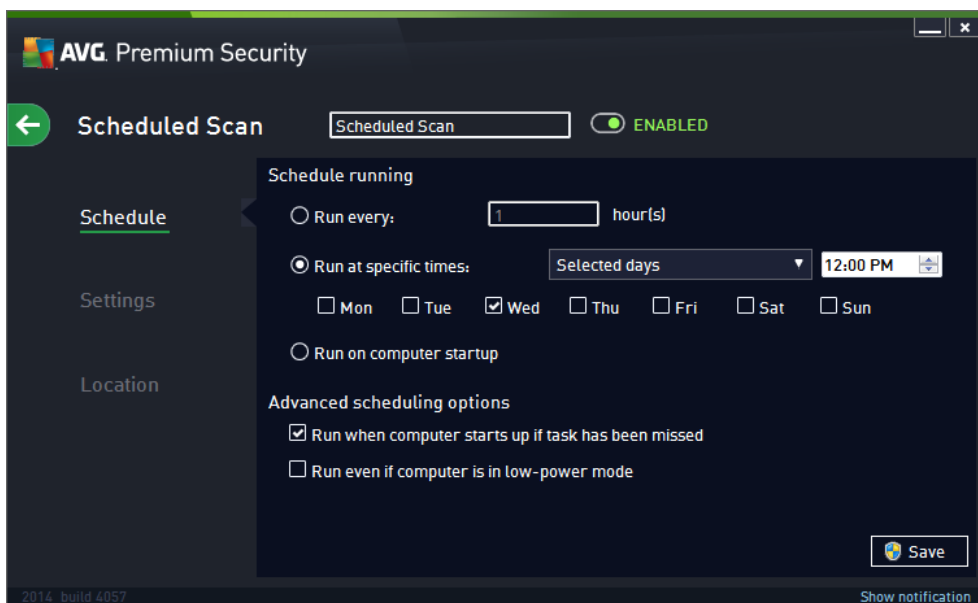 AVG. Premium Security
Scheduled Scan
Scheduled Scan
ENABLED
Schedule
Settings
Location
Schedule running
Run every: 1 hour(s)
Run at specific times: Selected days 12:00 PM
Mon Tue Wed Thu Fri Sat Sun
Run on computer startup
Advanced scheduling options
Run when computer starts up if task has been missed
Run even if computer is in low-power mode
Save
2014 build 4057
Show notification